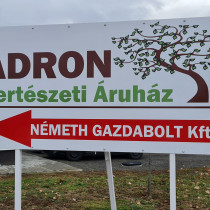 ADRON
ertészeti Áruház
NÉMETH GAZDABOLT Kft